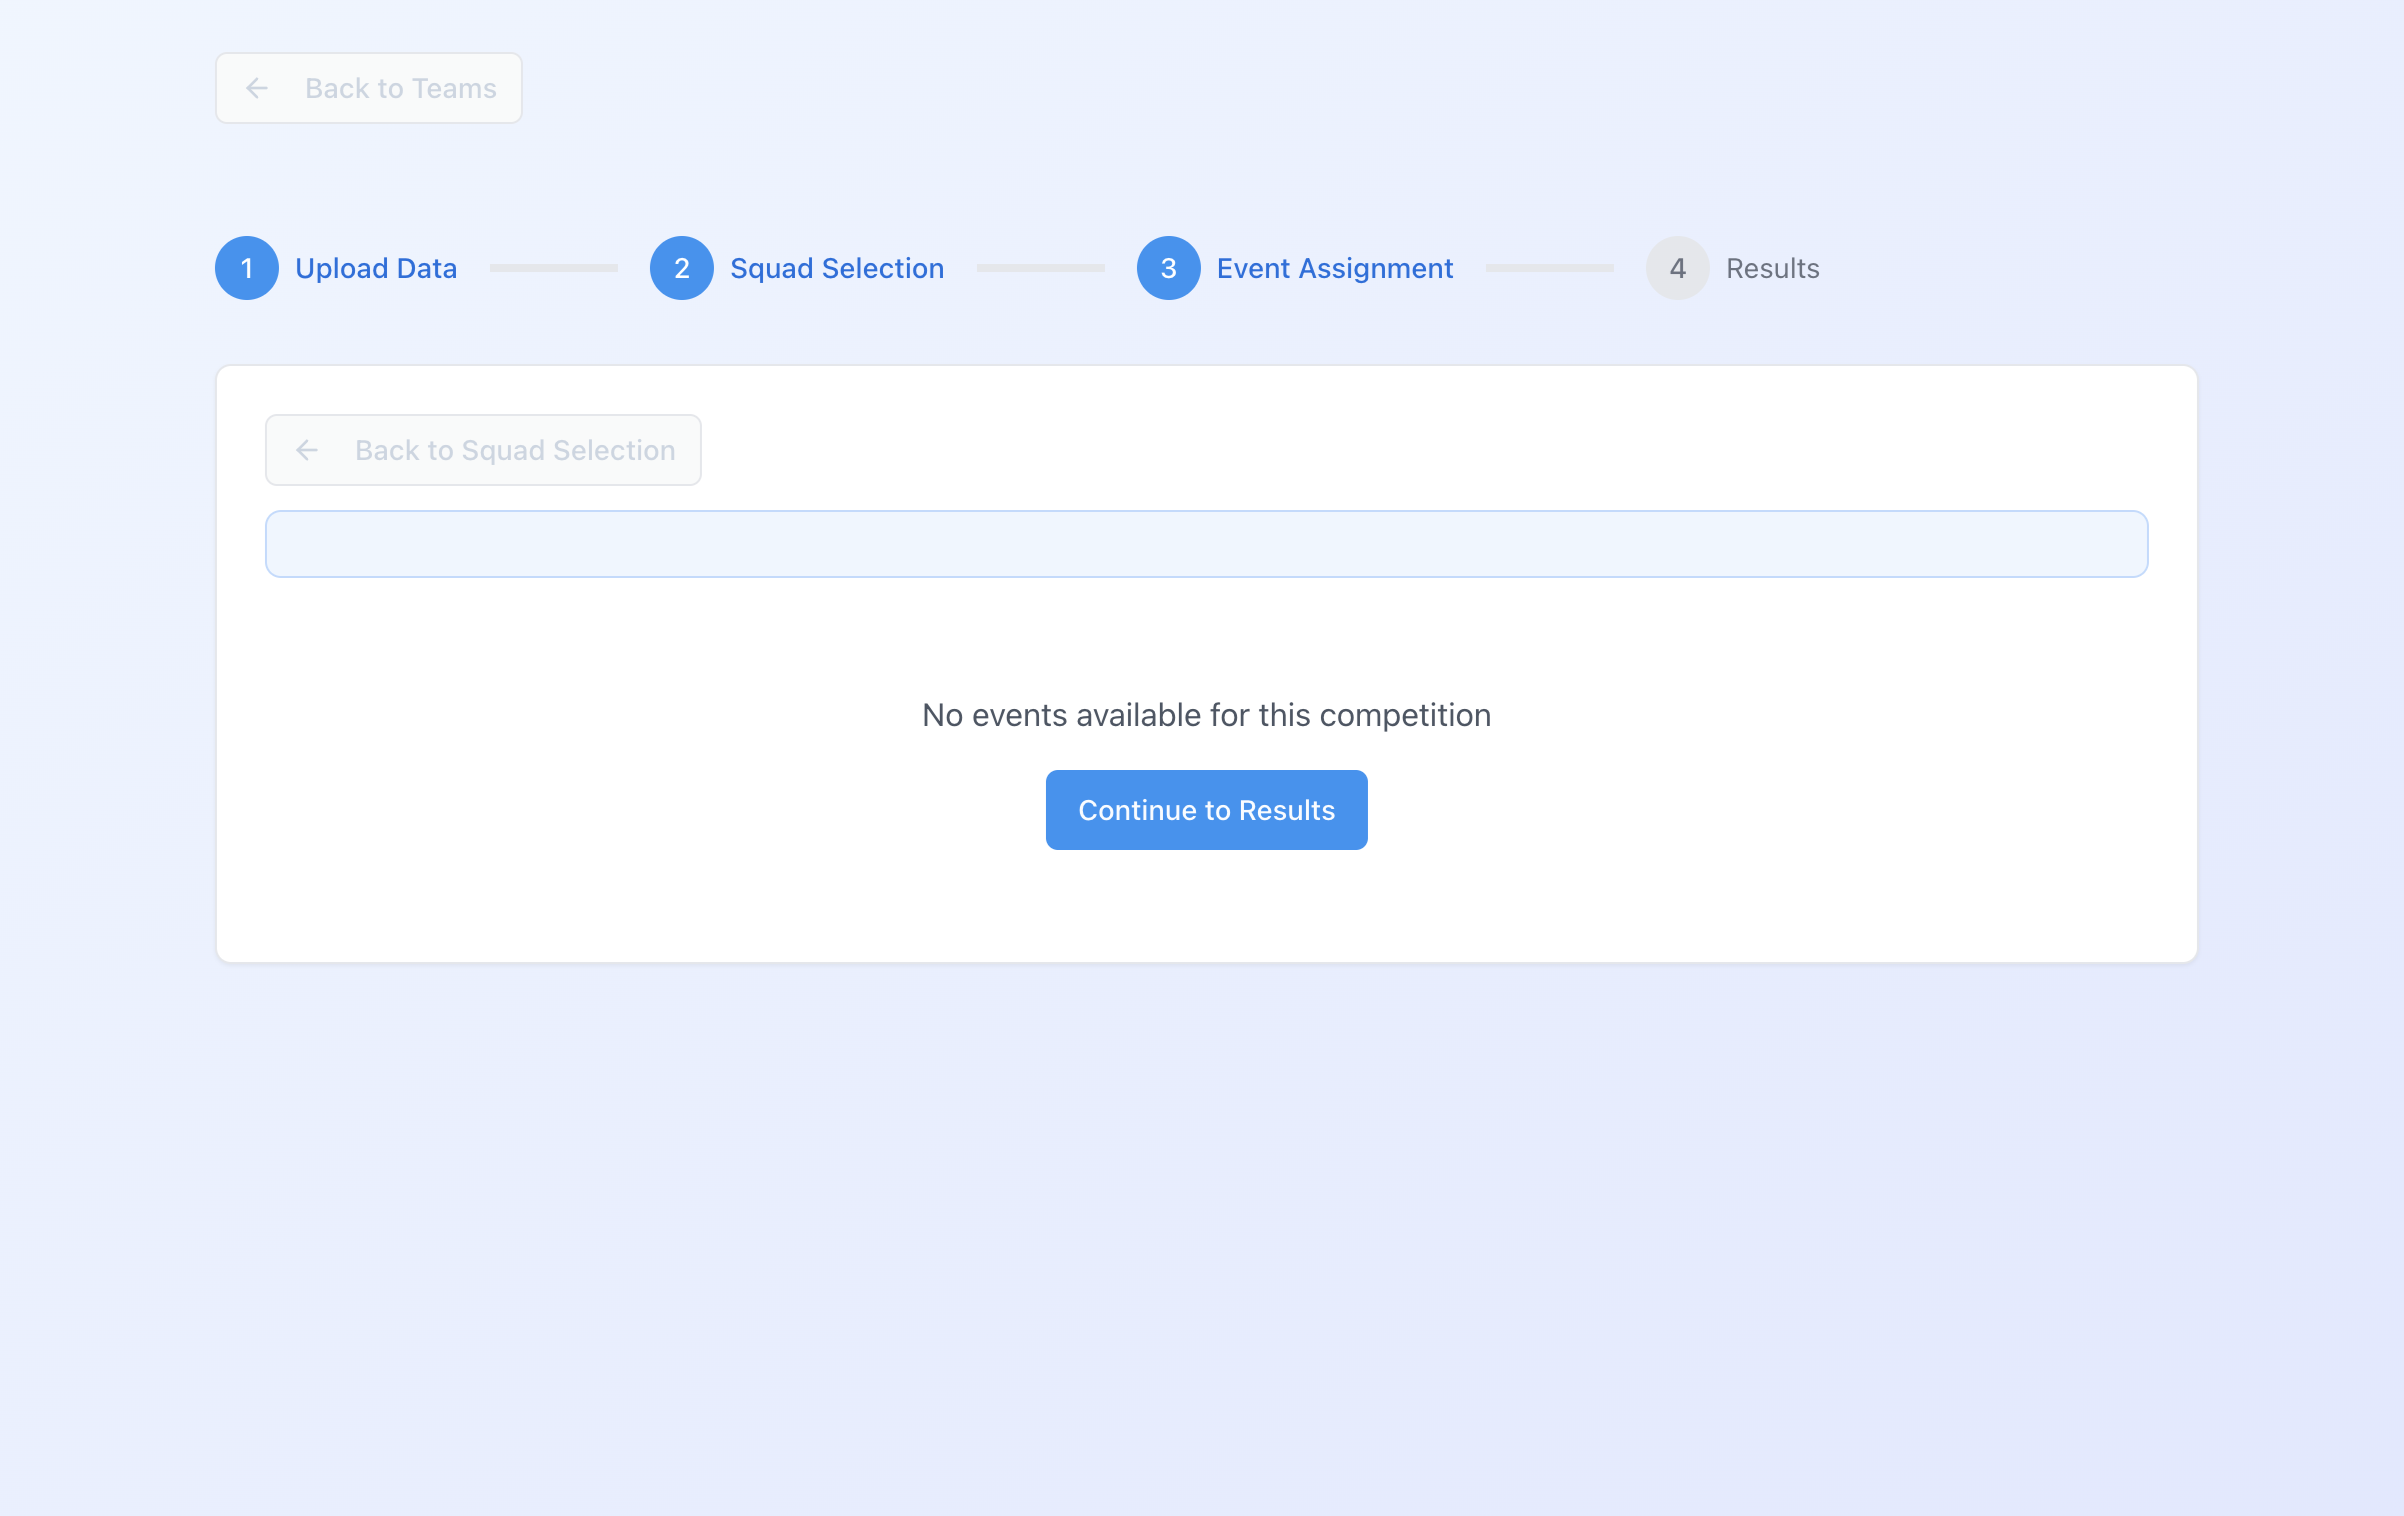 Back to Teams
1 Upload Data 2 Squad Selection 3 Event Assignment 4 Results
Back to Squad Selection
No events available for this competition
Continue to Results